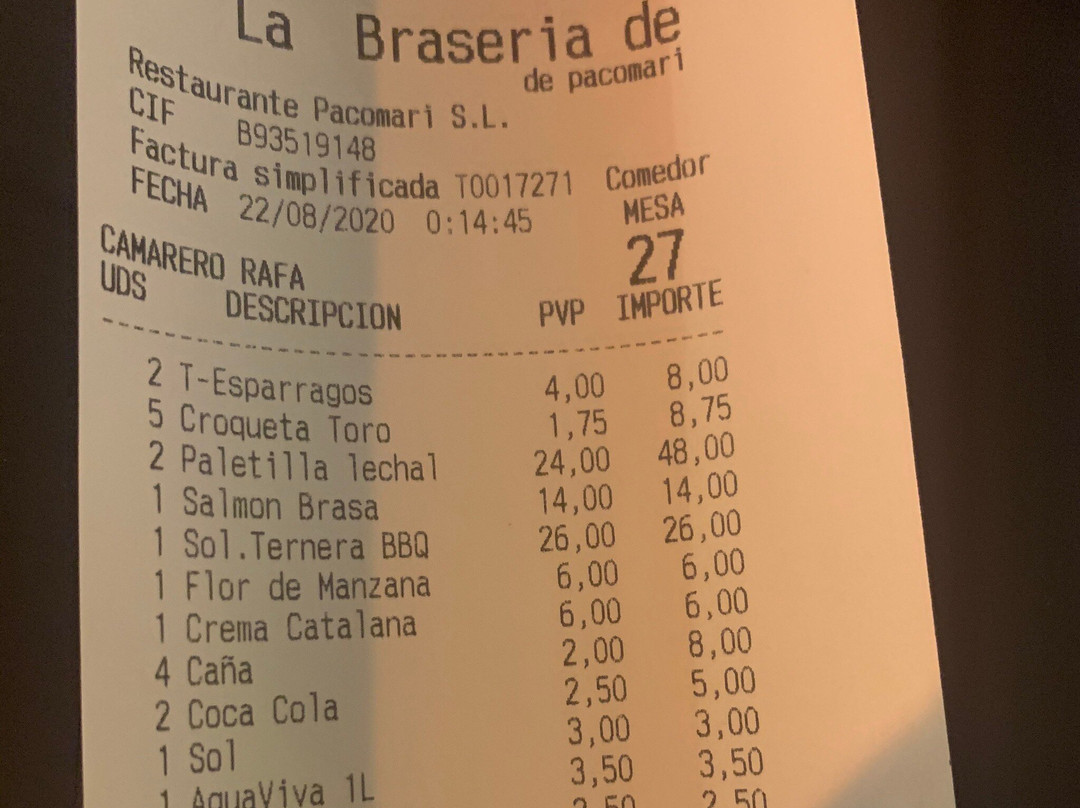 La Braseria de
de pacomari
Restaurante Pacomari S.L.
CIF B93519148
Factura simplificada T0017271 Comedor
FECHA 22/08/2020 0:14:45 MESA
27
CAMARERO RAFA
UDS DESCRIPCION PVP IMPORTE
2 T-Esparragos 4,00 8,00
5 Croqueta Toro 1,75 8,75
2 Paletilla lechal 24,00 48,00
1 Salmon Brasa 14,00 14,00
1 Sol.Ternera BBQ 26,00 26,00
1 Flor de Manzana 6,00 6,00
1 Crema Catalana 6,00 6,00
4 Caña 2,00 8,00
2 Coca Cola 2,50 5,00
1 Sol 3,00 3,00
1 AguaViva 1L 3,50 3,50
2,50